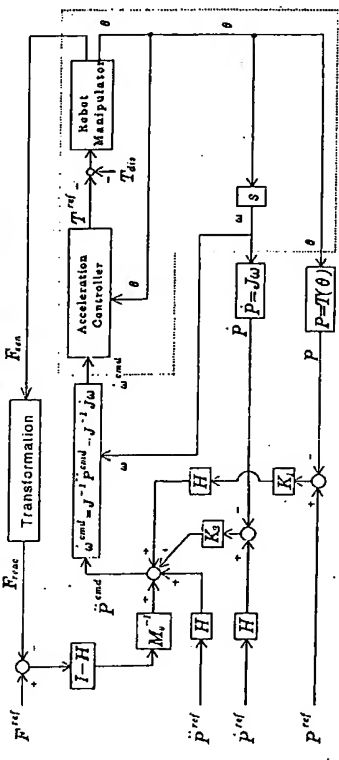 F^ref
+
−
F_reac
Transformation
F_sen
I−H
M_v^-1
P̈^cmd
ω̇^cmd = J^-1 P̈^cmd − J^-1 J̇ω
ω̇^cmd
Acceleration
Controller
θ
T^ref
−
T_dis
Robot
Manipulator
θ
θ
+
+
+
+
H
P̈^ref
H
Ṗ^ref
+
−
K_2
H
K_1
ω
Ṗ
Ṗ=Jω
ω
s
P^ref
+
−
P
P=T(θ)
θ